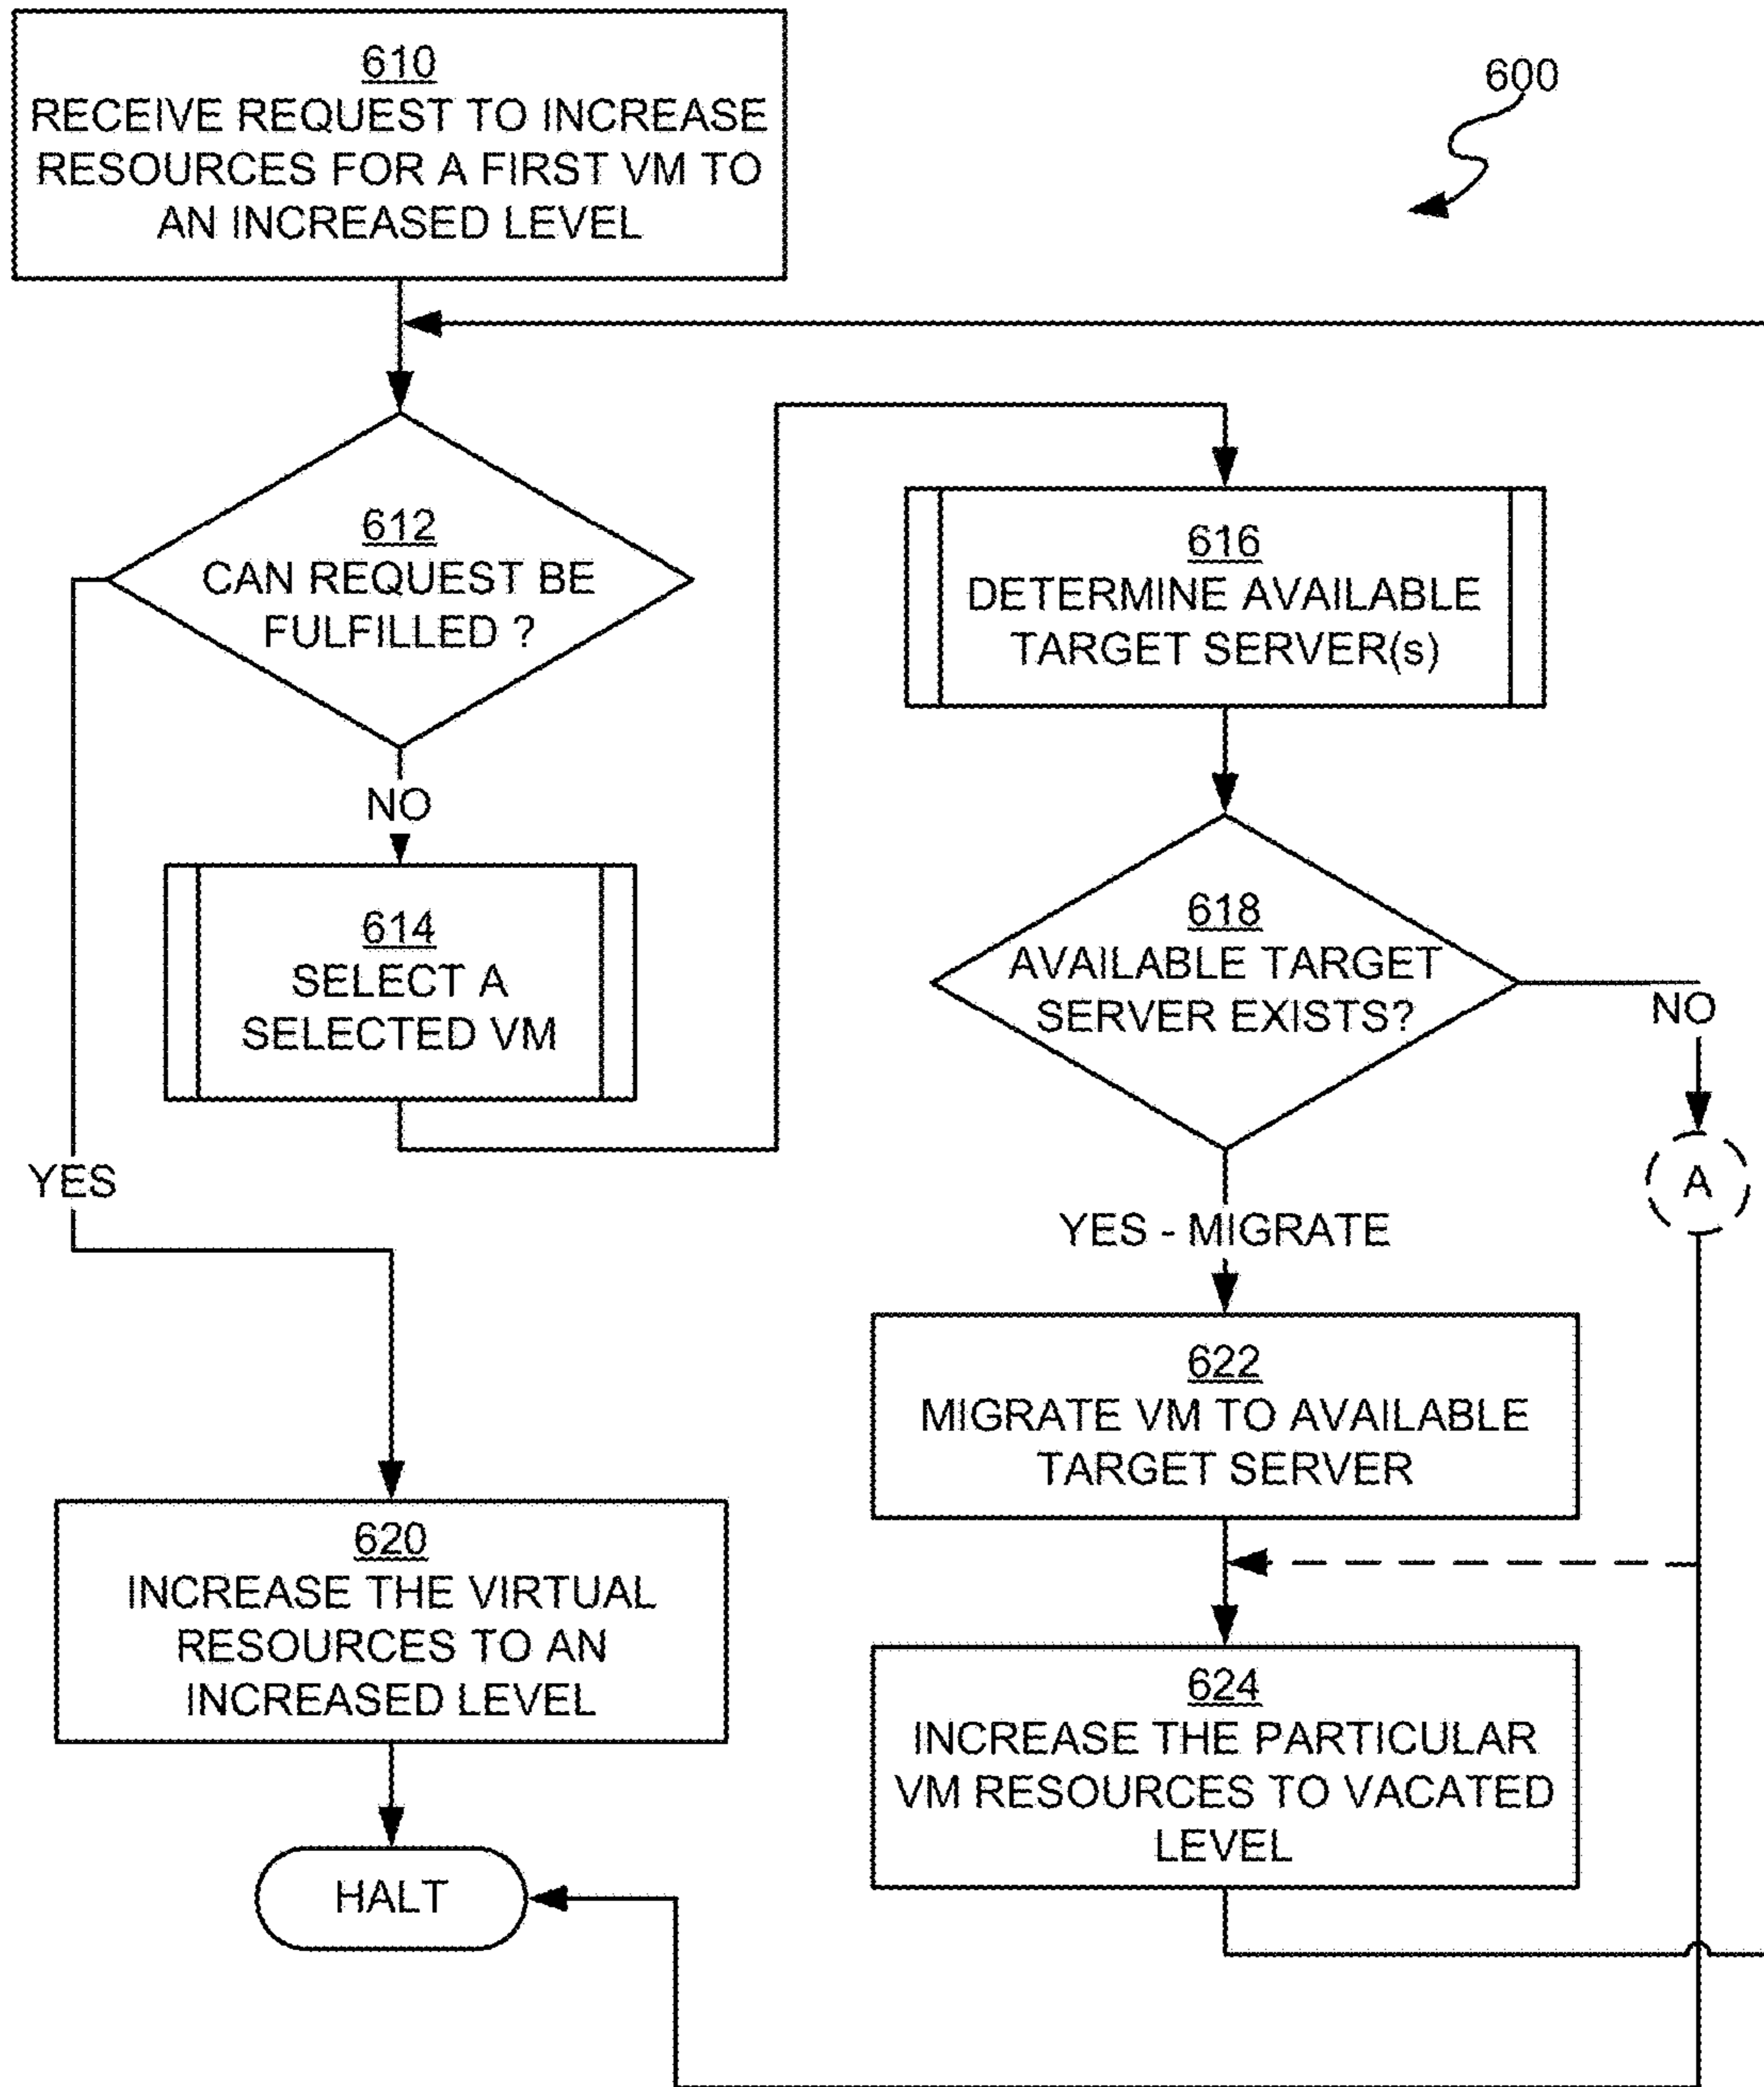 610
RECEIVE REQUEST TO INCREASE
RESOURCES FOR A FIRST VM TO
AN INCREASED LEVEL
600
612
CAN REQUEST BE
FULFILLED ?
NO
614
SELECT A
SELECTED VM
YES
616
DETERMINE AVAILABLE
TARGET SERVER(s)
618
AVAILABLE TARGET
SERVER EXISTS?
NO
A
YES - MIGRATE
622
MIGRATE VM TO AVAILABLE
TARGET SERVER
620
INCREASE THE VIRTUAL
RESOURCES TO AN
INCREASED LEVEL
624
INCREASE THE PARTICULAR
VM RESOURCES TO VACATED
LEVEL
HALT